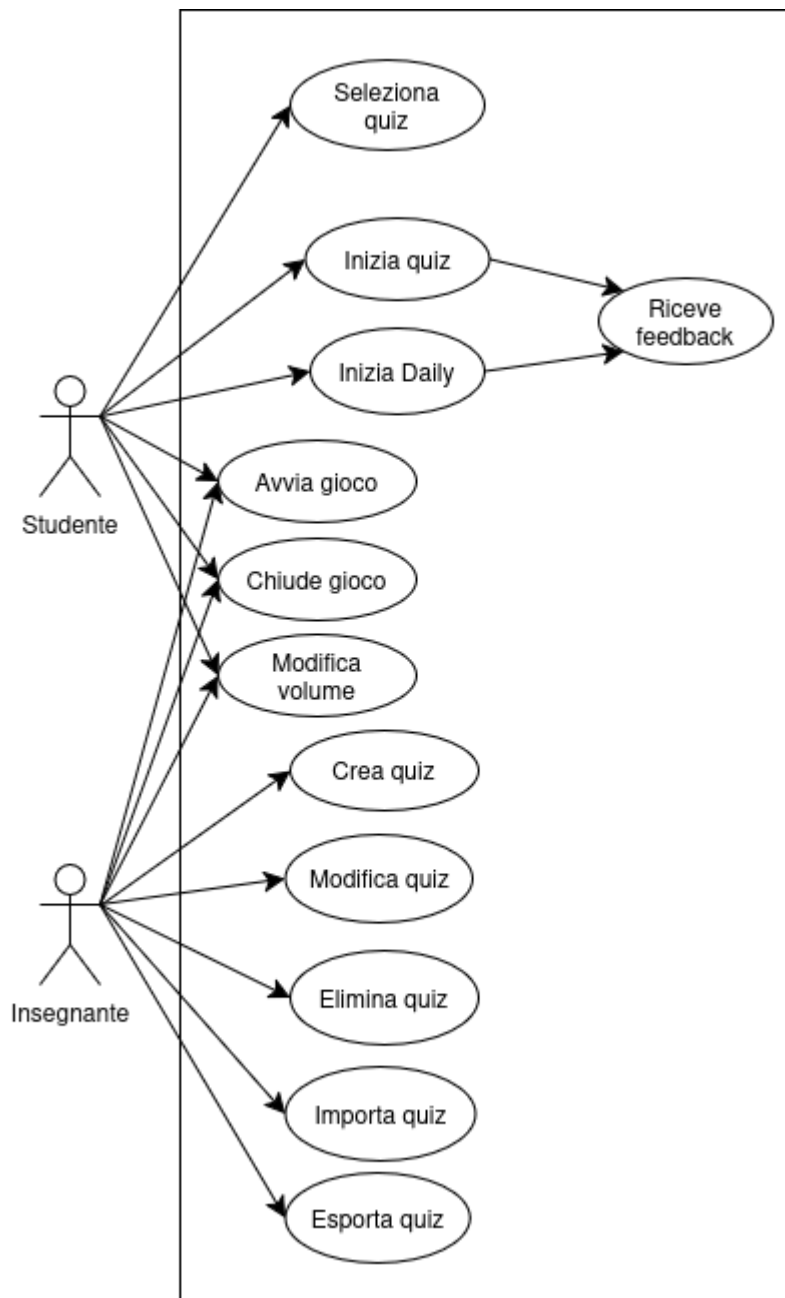 Seleziona
quiz
Inizia quiz
Riceve
feedback
Inizia Daily
Studente
Avvia gioco
Chiude gioco
Modifica
volume
Crea quiz
Modifica quiz
Insegnante
Elimina quiz
Importa quiz
Esporta quiz